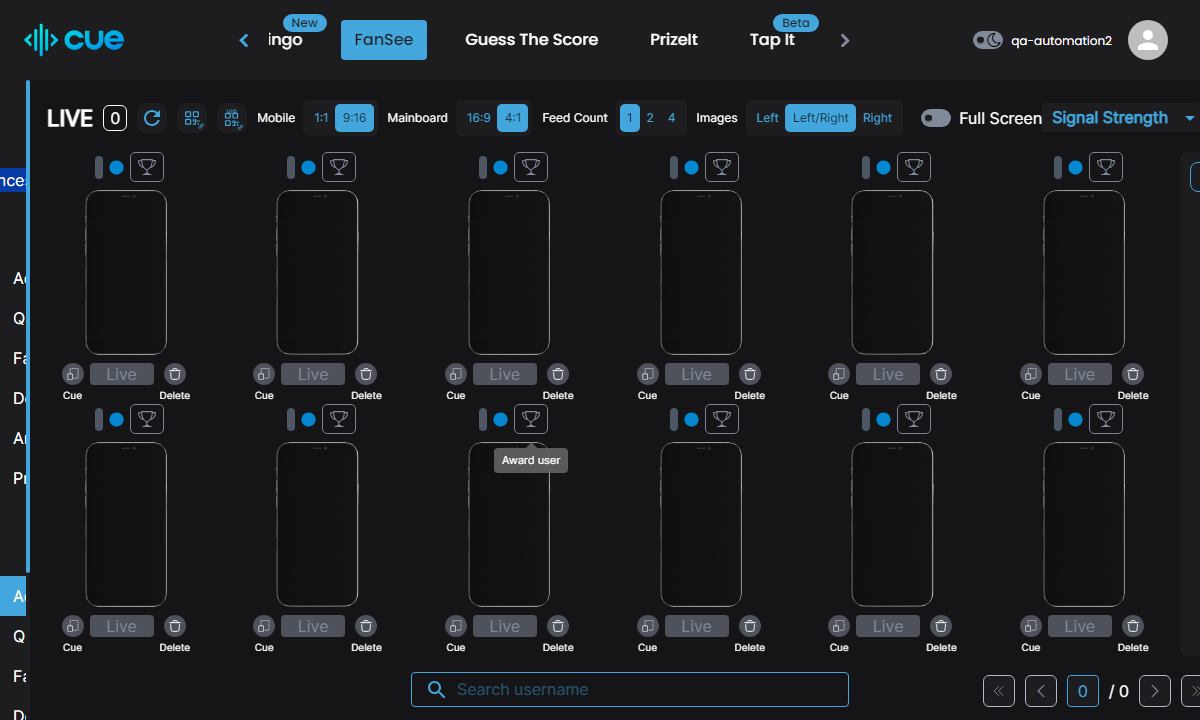 cue
New
ingo
FanSee
Guess The Score
PrizeIt
Beta
Tap It
qa-automation2
LIVE 0
Mobile 1:1 9:16
Mainboard 16:9 4:1
Feed Count 1 2 4
Images Left Left/Right Right
Full Screen
Signal Strength
nces
Ac
Q
Fa
De
Ar
Pr
Live Live Live Live Live Live
Cue Delete Cue Delete Cue Delete Cue Delete Cue Delete Cue Delete
Award user
Live Live Live Live Live Live
Cue Delete Cue Delete Cue Delete Cue Delete Cue Delete Cue Delete
Ac
Q
Fa
De
Search username
0 / 0